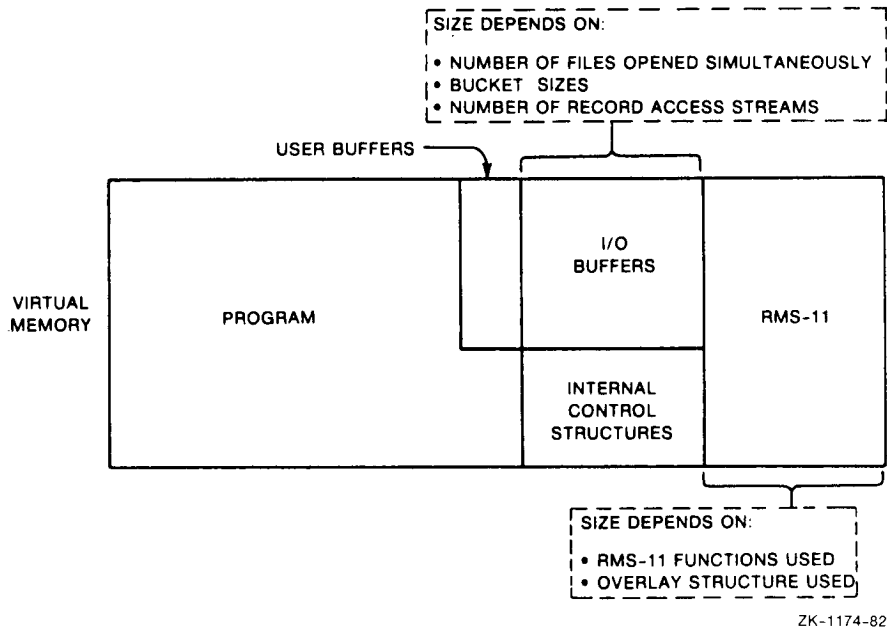 SIZE DEPENDS ON:
• NUMBER OF FILES OPENED SIMULTANEOUSLY
• BUCKET SIZES
• NUMBER OF RECORD ACCESS STREAMS
USER BUFFERS
I/O
BUFFERS
VIRTUAL
MEMORY
PROGRAM
RMS-11
INTERNAL
CONTROL
STRUCTURES
SIZE DEPENDS ON:
• RMS-11 FUNCTIONS USED
• OVERLAY STRUCTURE USED
ZK-1174-82